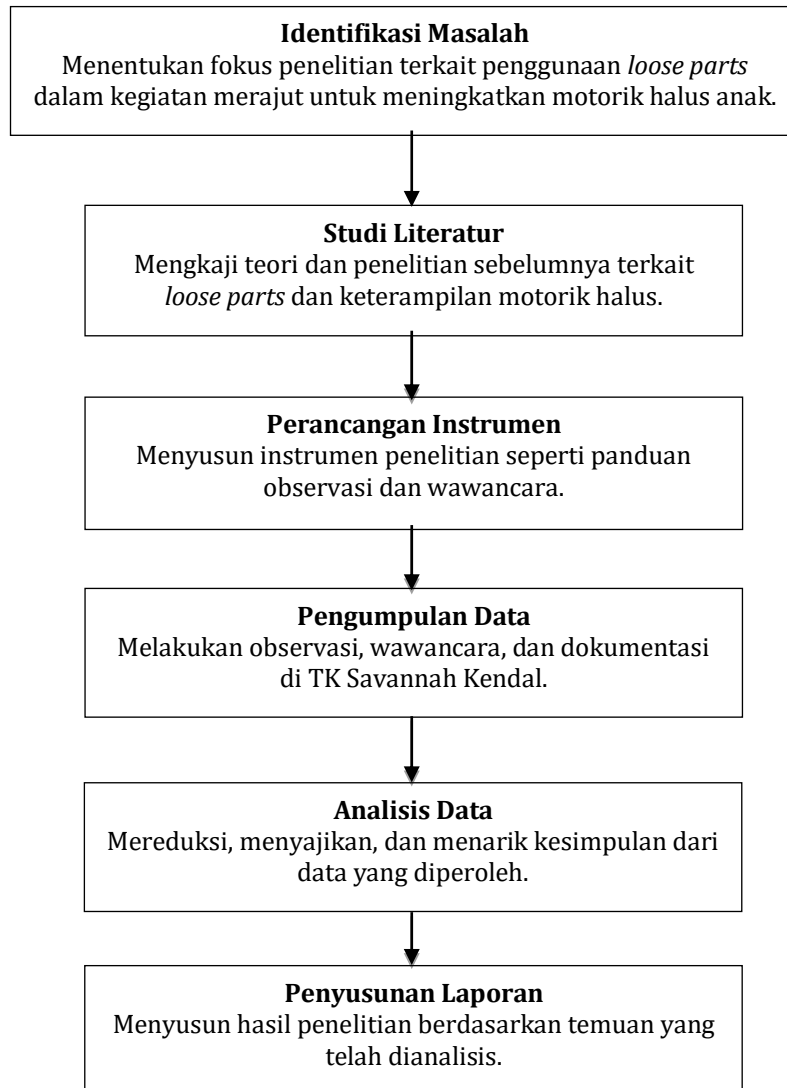 Identifikasi Masalah
Menentukan fokus penelitian terkait penggunaan loose parts
dalam kegiatan merajut untuk meningkatkan motorik halus anak.
Studi Literatur
Mengkaji teori dan penelitian sebelumnya terkait
loose parts dan keterampilan motorik halus.
Perancangan Instrumen
Menyusun instrumen penelitian seperti panduan
observasi dan wawancara.
Pengumpulan Data
Melakukan observasi, wawancara, dan dokumentasi
di TK Savannah Kendal.
Analisis Data
Mereduksi, menyajikan, dan menarik kesimpulan dari
data yang diperoleh.
Penyusunan Laporan
Menyusun hasil penelitian berdasarkan temuan yang
telah dianalisis.